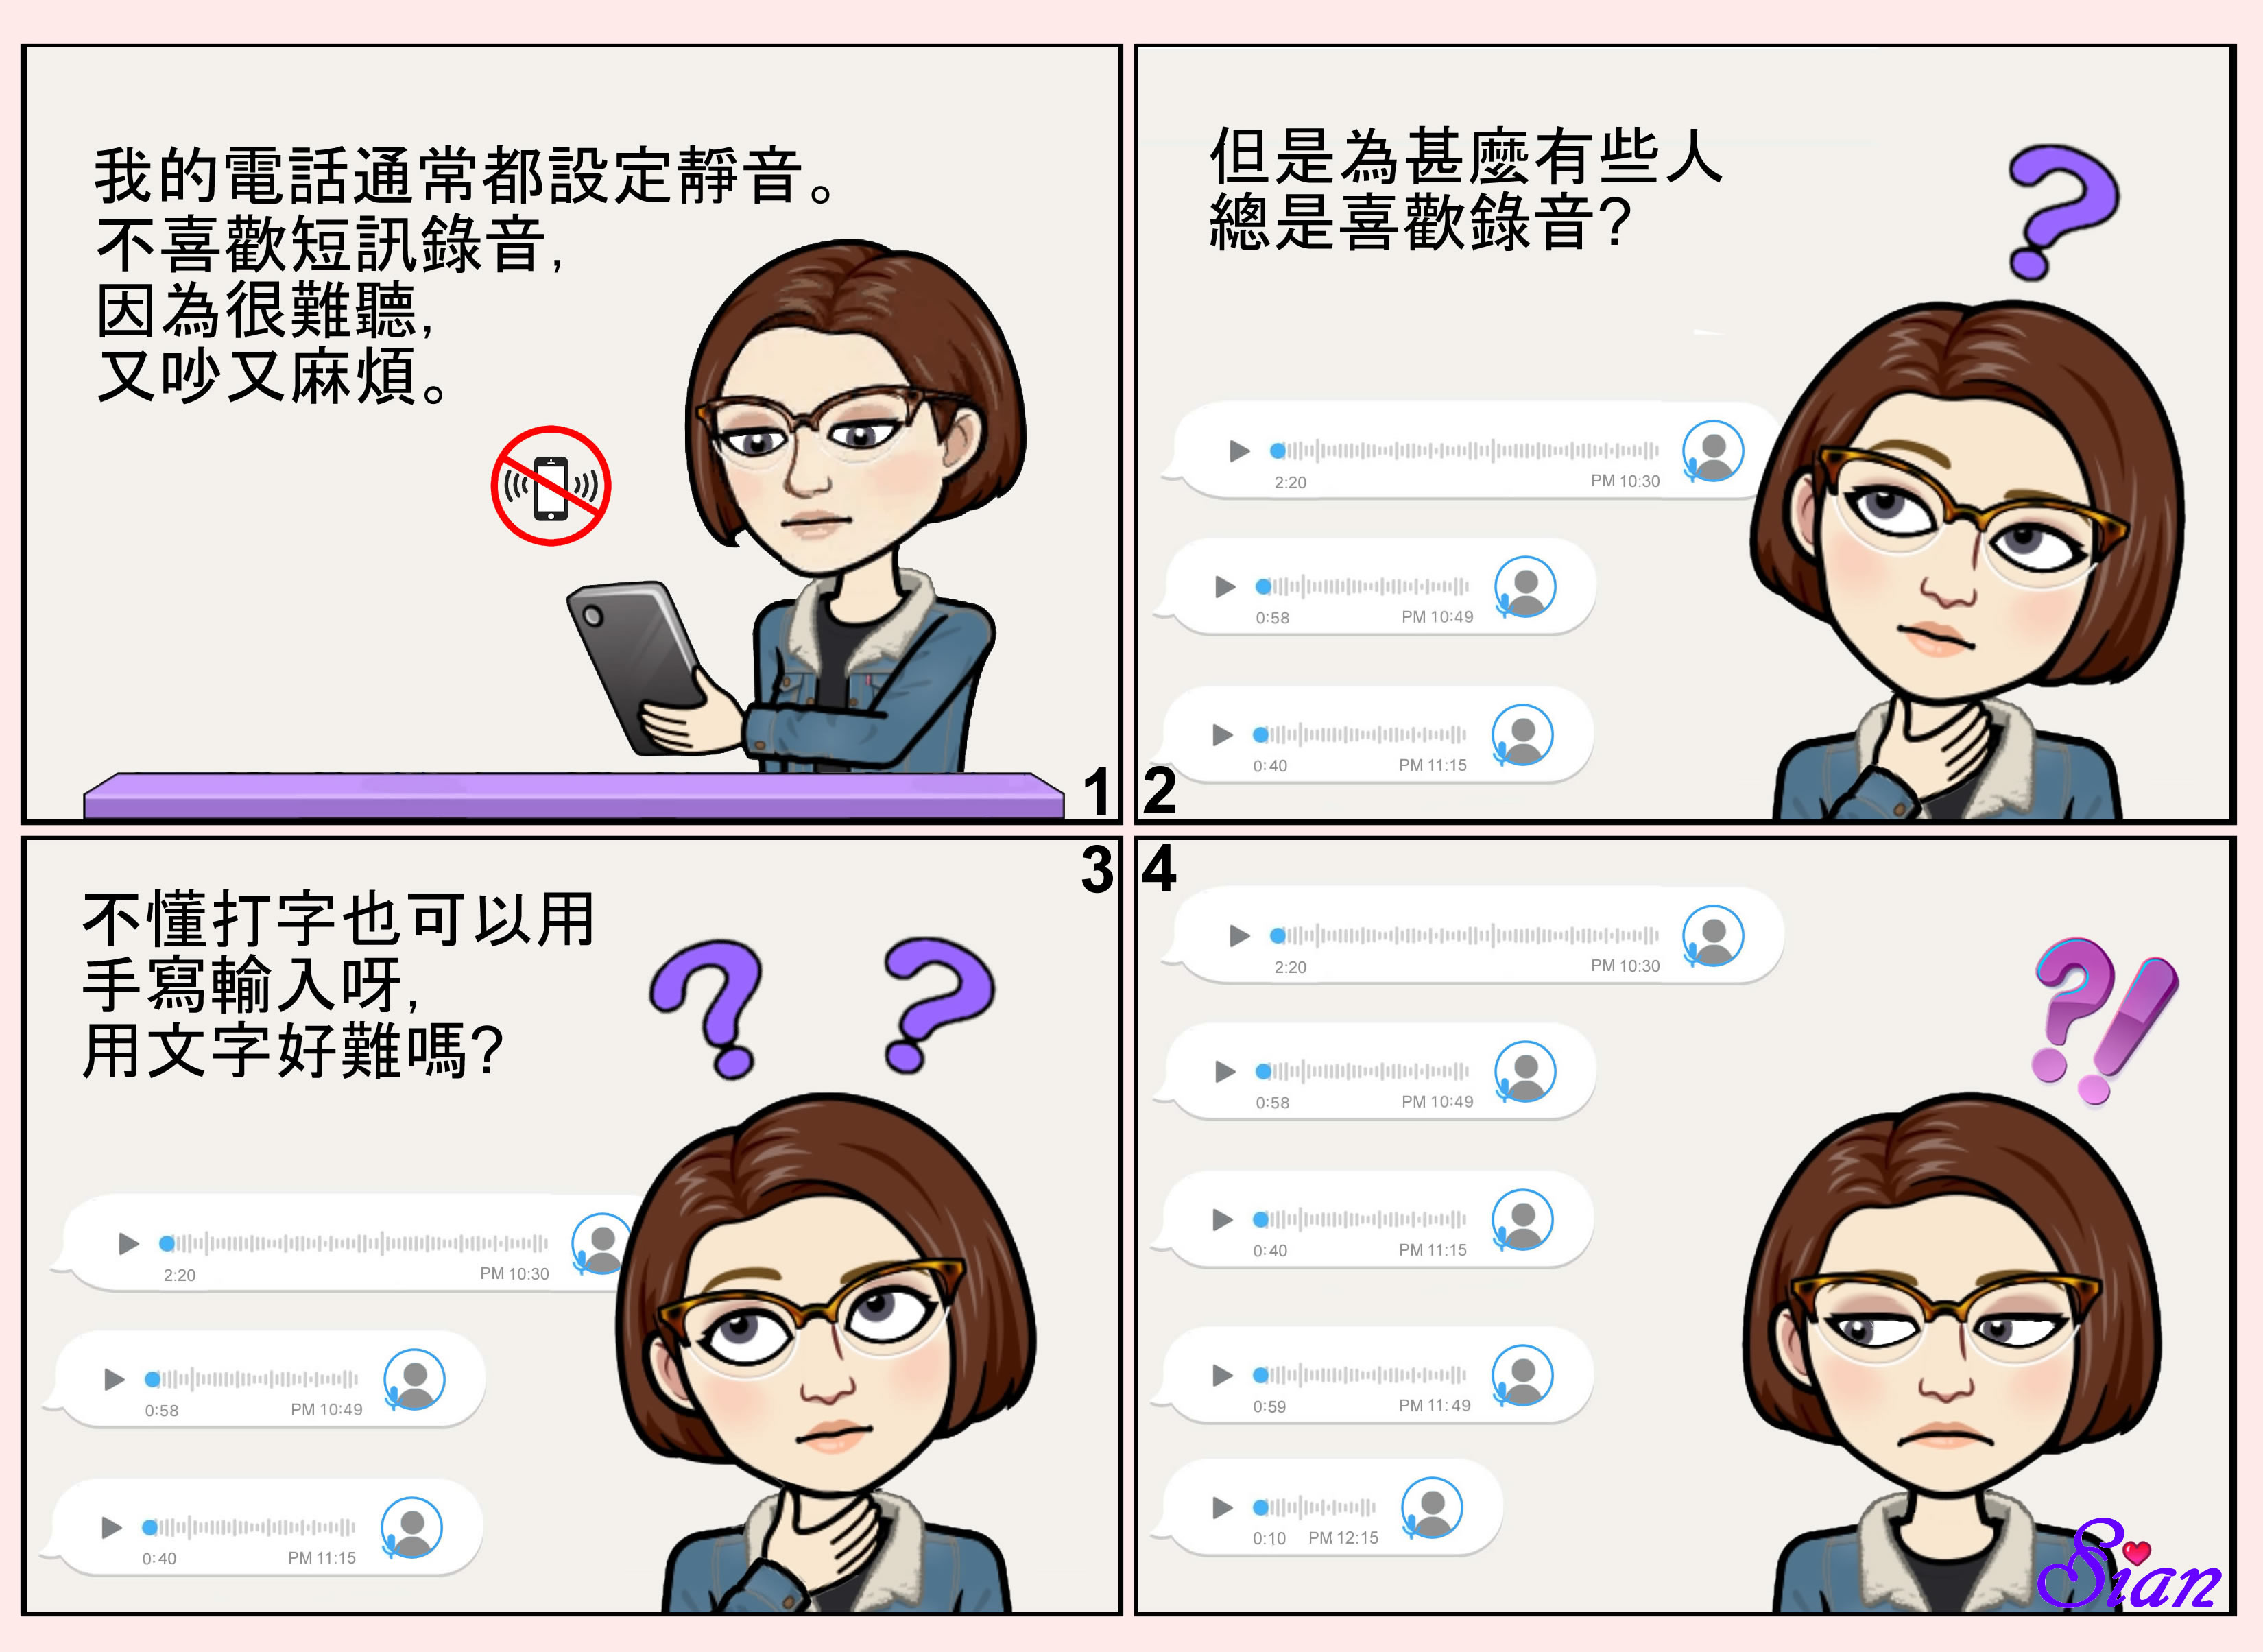 我的電話通常都設定靜音。
不喜歡短訊錄音,
因為很難聽,
又吵又麻煩。
1
但是為甚麼有些人
總是喜歡錄音?
2:20 PM 10:30
0:58 PM 10:49
0:40 PM 11:15
2
3
不懂打字也可以用
手寫輸入呀,
用文字好難嗎?
? ?
2:20 PM 10:30
0:58 PM 10:49
0:40 PM 11:15
4
?!
2:20 PM 10:30
0:58 PM 10:49
0:40 PM 11:15
0:59 PM 11:49
0:10 PM 12:15
Sian